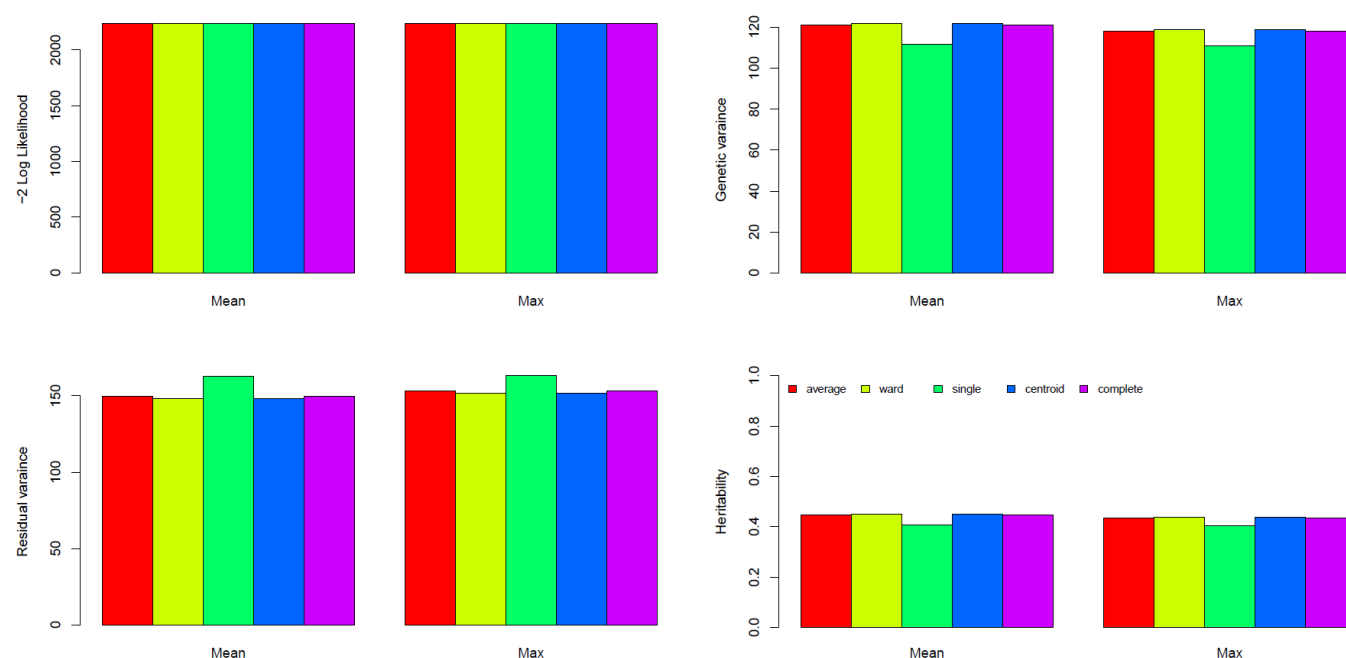 −2 Log Likelihood
0
500
1000
1500
2000
Mean
Max
Genetic varaince
0
20
40
60
80
100
120
Mean
Max
Residual varaince
0
50
100
150
Mean
Max
Heritability
0.0
0.2
0.4
0.6
0.8
1.0
average ward single centroid complete
Mean
Max